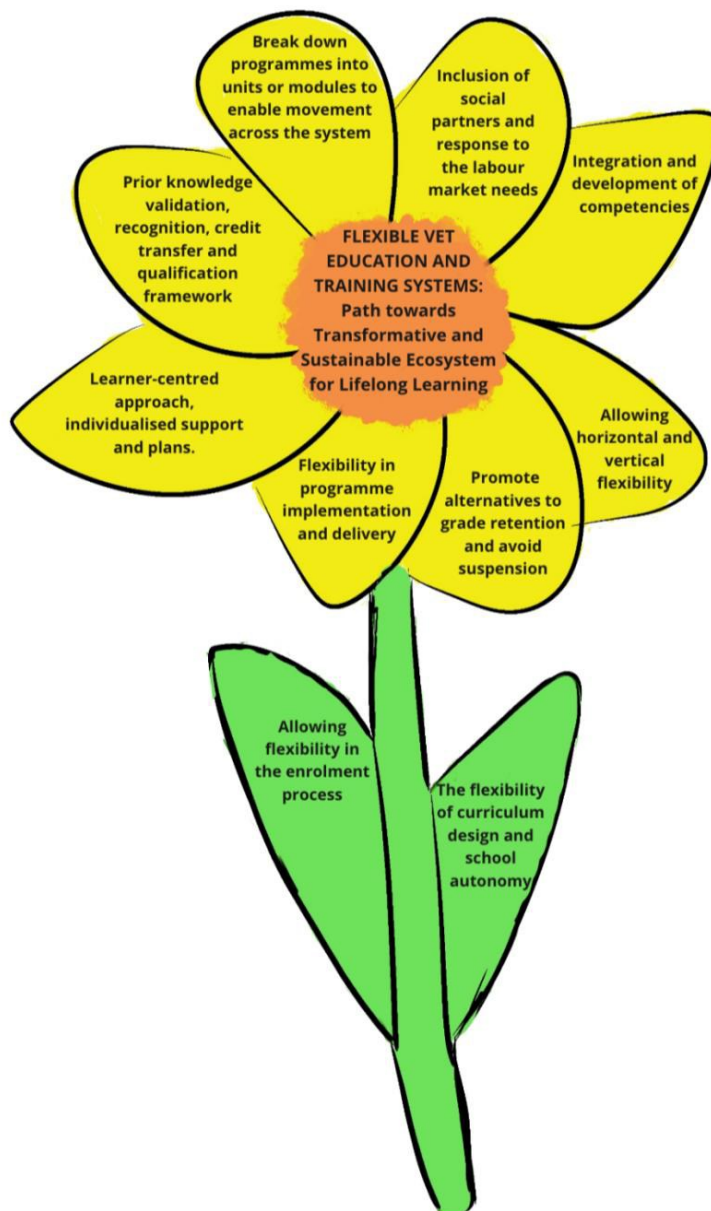 Break down
programmes into
units or modules to
enable movement
across the system
Inclusion of
social
partners and
response to
the labour
market needs
Integration and
development of
competencies
Prior knowledge
validation,
recognition, credit
transfer and
qualification
framework
FLEXIBLE VET
EDUCATION AND
TRAINING SYSTEMS:
Path towards
Transformative and
Sustainable Ecosystem
for Lifelong Learning
Learner-centred
approach,
individualised support
and plans.
Flexibility in
programme
implementation
and delivery
Promote
alternatives to
grade retention
and avoid
suspension
Allowing
horizontal and
vertical
flexibility
Allowing
flexibility in
the enrolment
process
The flexibility
of curriculum
design and
school
autonomy